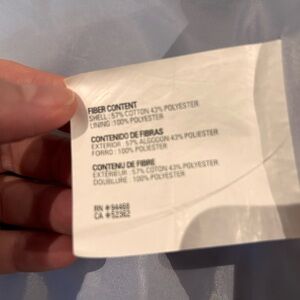 FIBER CONTENT
SHELL : 57% COTTON 43% POLYESTER
LINING : 100% POLYESTER
CONTENIDO DE FIBRAS
EXTERIOR : 57% ALGODON 43% POLIESTER
FORRO : 100% POLIESTER
CONTENU DE FIBRE
EXTÉRIEUR : 57% COTON 43% POLYESTER
DOUBLURE : 100% POLYESTER
RN # 94468
CA # 52362